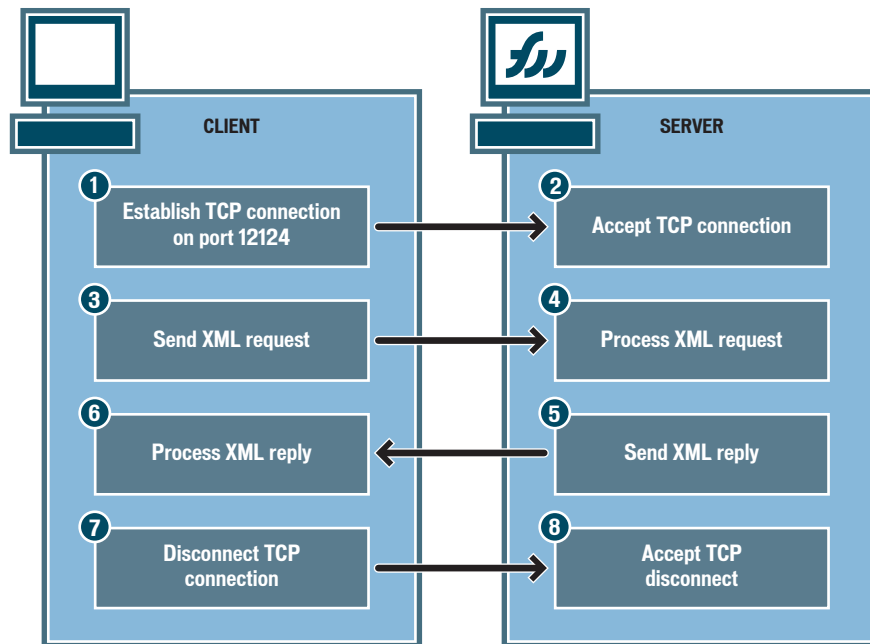 CLIENT
SERVER
1
Establish TCP connection
on port 12124
2
Accept TCP connection
3
Send XML request
4
Process XML request
6
Process XML reply
5
Send XML reply
7
Disconnect TCP
connection
8
Accept TCP
disconnect